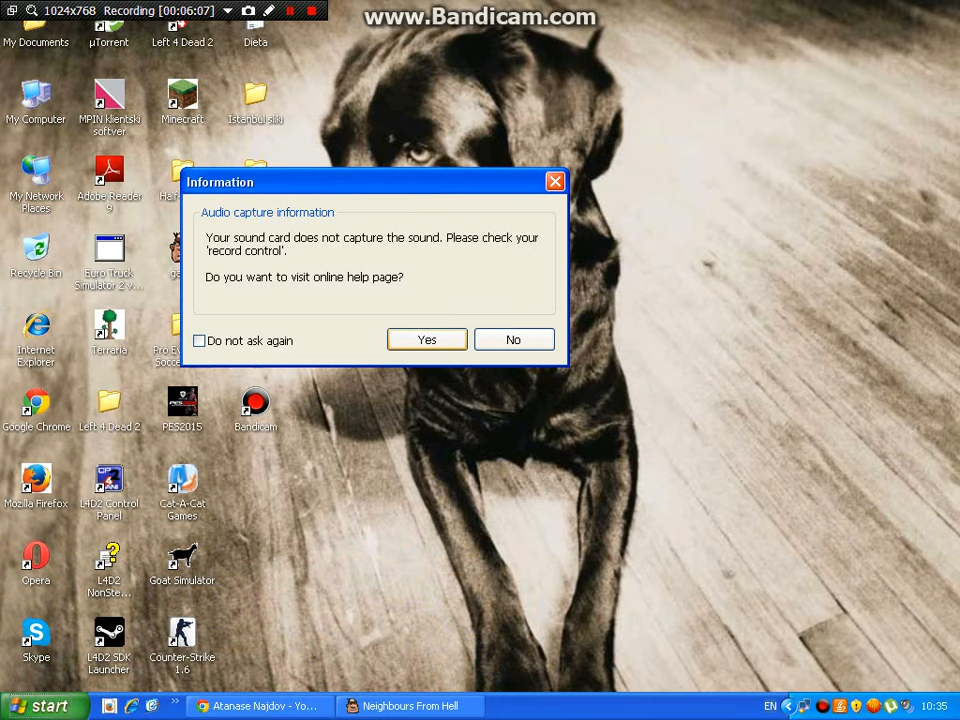 1024x768 Recording [00:06:07]
www.Bandicam.com
My Documents
µTorrent
Left 4 Dead 2
Dieta
My Computer
MPIN klientski
softver
Minecraft
Istanbul sliki
My Network
Places
Adobe Reader
9
Information
Audio capture information
Your sound card does not capture the sound. Please check your
'record control'.
Do you want to visit online help page?
Do not ask again
Yes
No
Recycle Bin
Euro Truck
Simulator 2 v...
Internet
Explorer
Terraria
Pro Ev
Socce
Google Chrome
Left 4 Dead 2
PES2015
Bandicam
Mozilla Firefox
L4D2 Control
Panel
Cat-A-Cat
Games
Opera
L4D2
NonSte...
Goat Simulator
Skype
L4D2 SDK
Launcher
Counter-Strike
1.6
start
Atanase Najdov - Yo...
Neighbours From Hell
EN
10:35